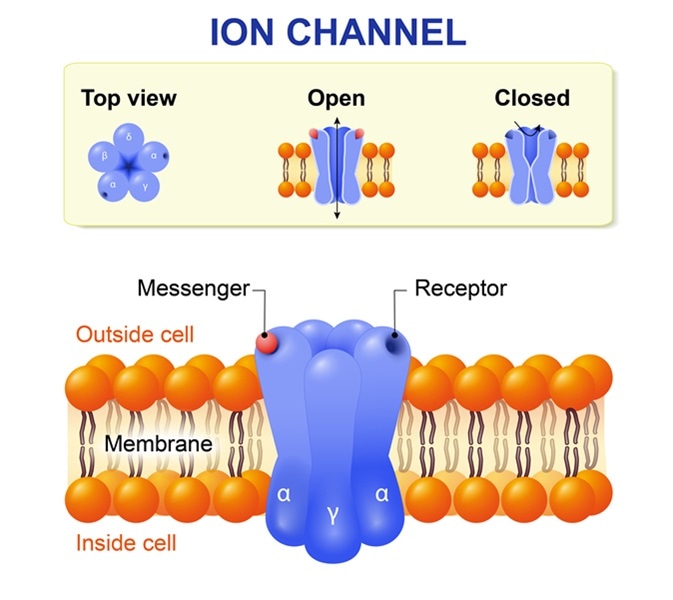 ION CHANNEL
Top view
Open
Closed
δ
β
α
α
γ
Messenger
Receptor
Outside cell
Membrane
α
α
γ
Inside cell